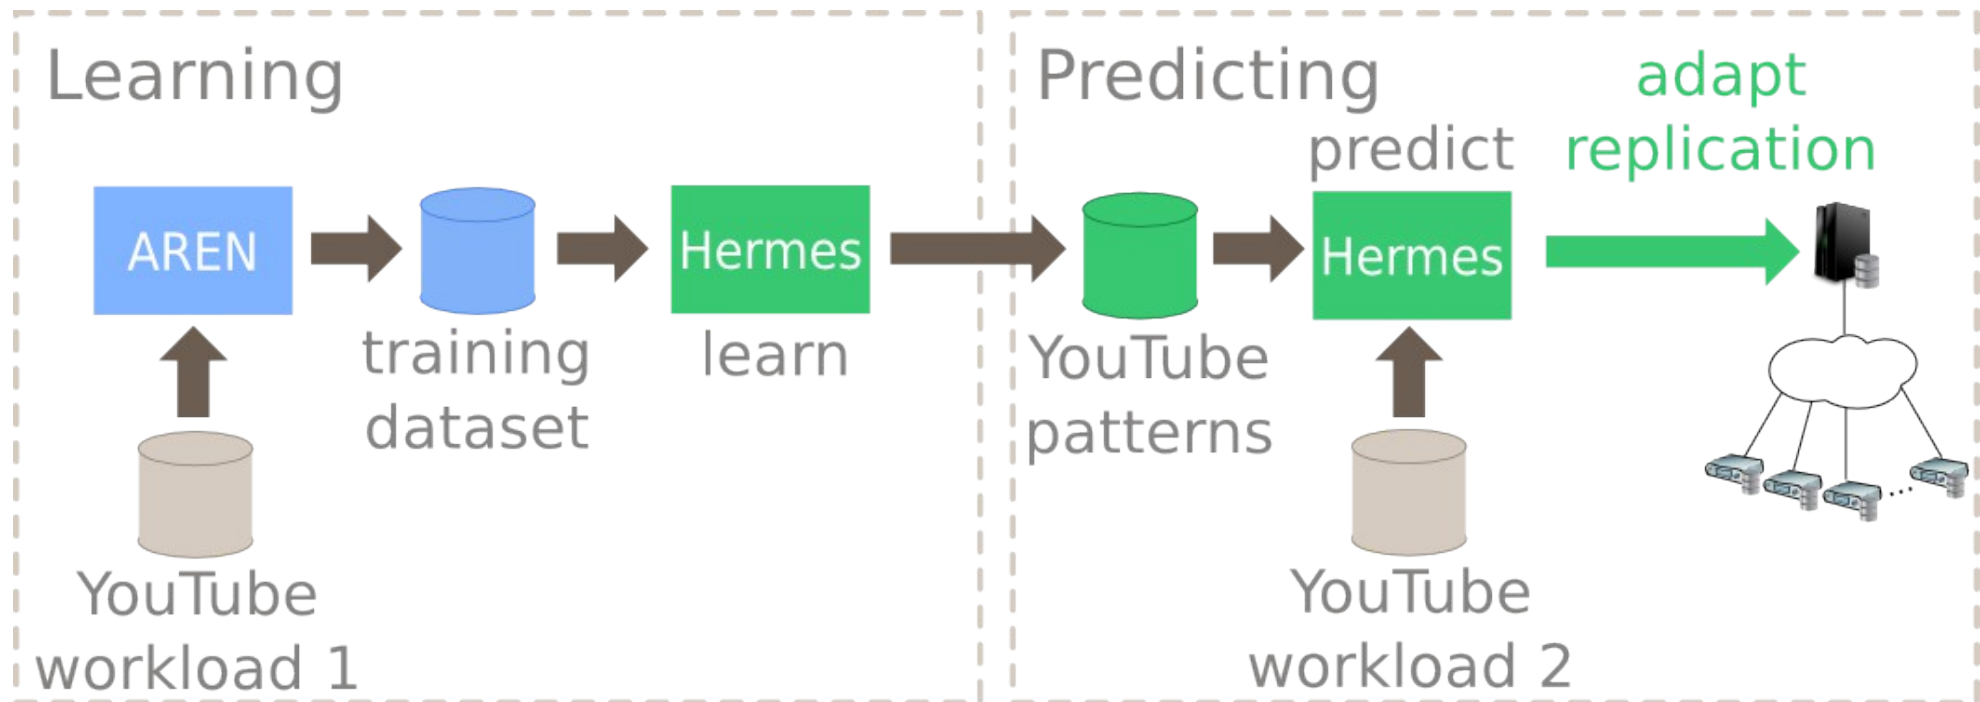 Learning
AREN
training
dataset
Hermes
learn
YouTube
workload 1
Predicting
predict
adapt
replication
YouTube
patterns
Hermes
YouTube
workload 2
...